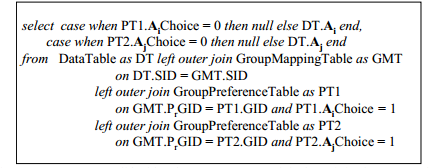 select case when PT1.AiChoice = 0 then null else DT.Ai end,
case when PT2.AjChoice = 0 then null else DT.Aj end
from DataTable as DT left outer join GroupMappingTable as GMT
on DT.SID = GMT.SID
left outer join GroupPreferenceTable as PT1
on GMT.PrGID = PT1.GID and PT1.AiChoice = 1
left outer join GroupPreferenceTable as PT2
on GMT.PrGID = PT2.GID and PT2.AjChoice = 1